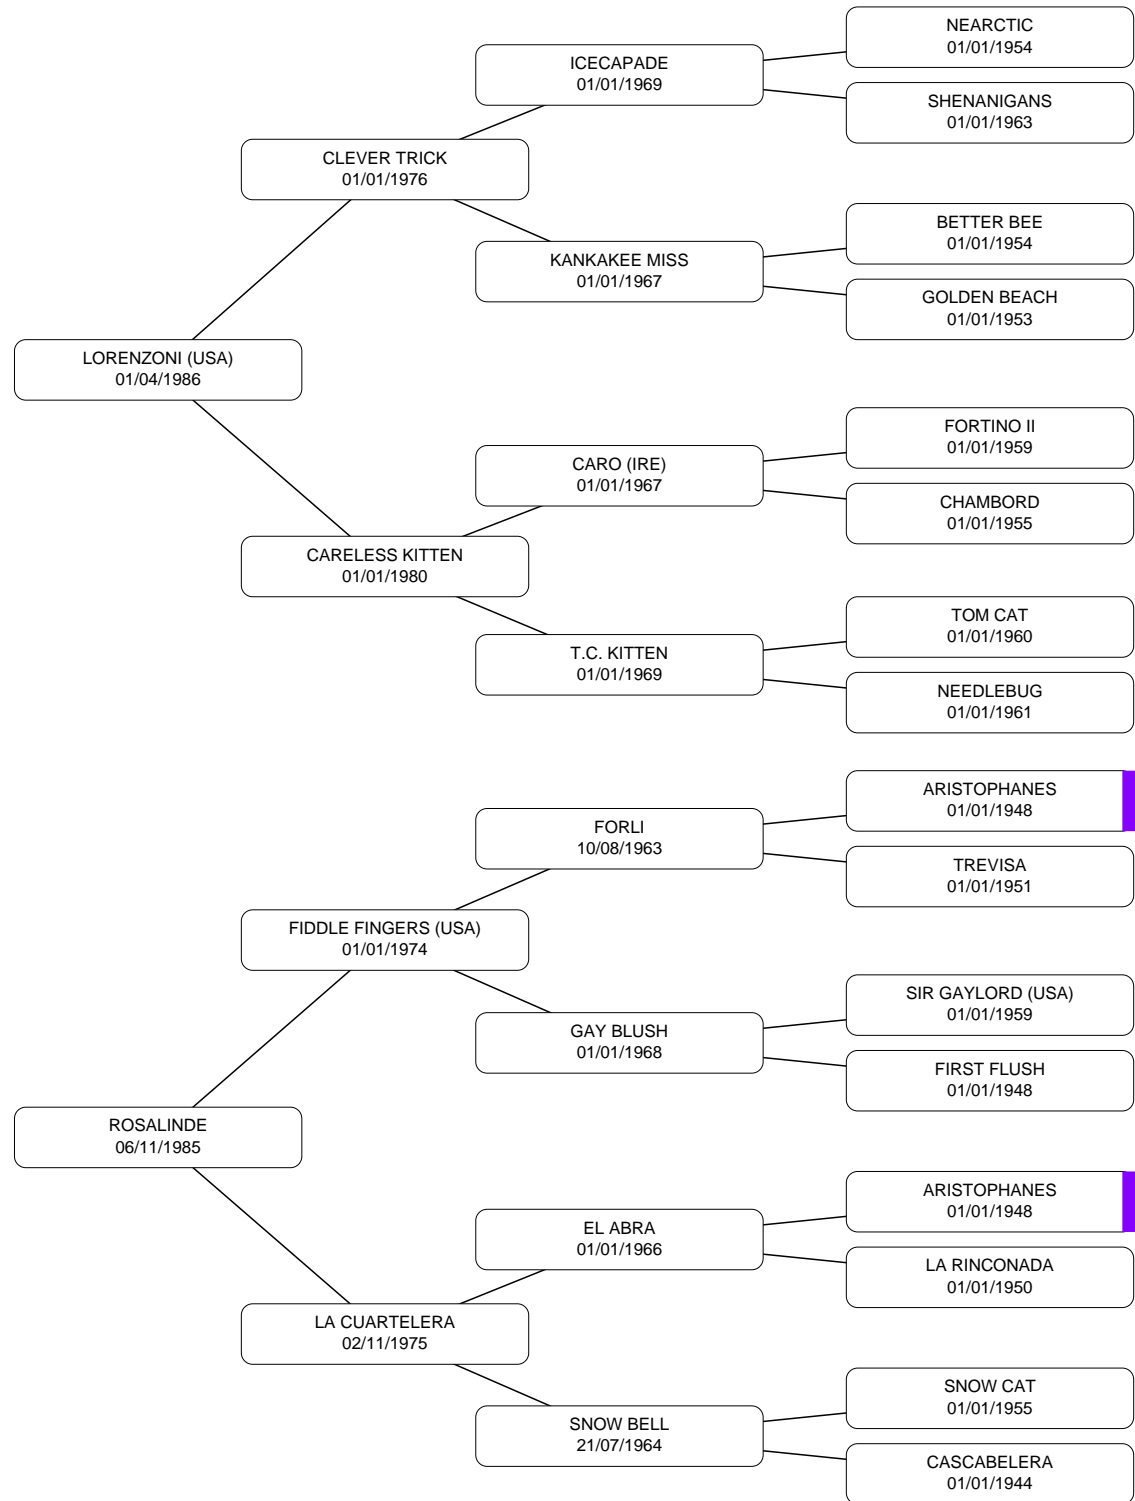 NEARCTIC
01/01/1954
ICECAPADE
01/01/1969
SHENANIGANS
01/01/1963
CLEVER TRICK
01/01/1976
BETTER BEE
01/01/1954
KANKAKEE MISS
01/01/1967
GOLDEN BEACH
01/01/1953
LORENZONI (USA)
01/04/1986
FORTINO II
01/01/1959
CARO (IRE)
01/01/1967
CHAMBORD
01/01/1955
CARELESS KITTEN
01/01/1980
TOM CAT
01/01/1960
T.C. KITTEN
01/01/1969
NEEDLEBUG
01/01/1961
ARISTOPHANES
01/01/1948
FORLI
10/08/1963
TREVISA
01/01/1951
FIDDLE FINGERS (USA)
01/01/1974
SIR GAYLORD (USA)
01/01/1959
GAY BLUSH
01/01/1968
FIRST FLUSH
01/01/1948
ROSALINDE
06/11/1985
ARISTOPHANES
01/01/1948
EL ABRA
01/01/1966
LA RINCONADA
01/01/1950
LA CUARTELERA
02/11/1975
SNOW CAT
01/01/1955
SNOW BELL
21/07/1964
CASCABELERA
01/01/1944